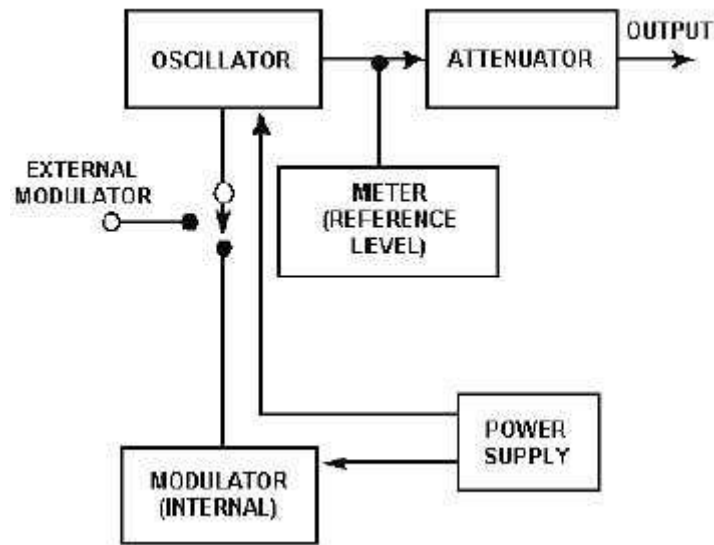 OSCILLATOR
ATTENUATOR
OUTPUT
EXTERNAL
MODULATOR
METER
(REFERENCE
LEVEL)
POWER
SUPPLY
MODULATOR
(INTERNAL)